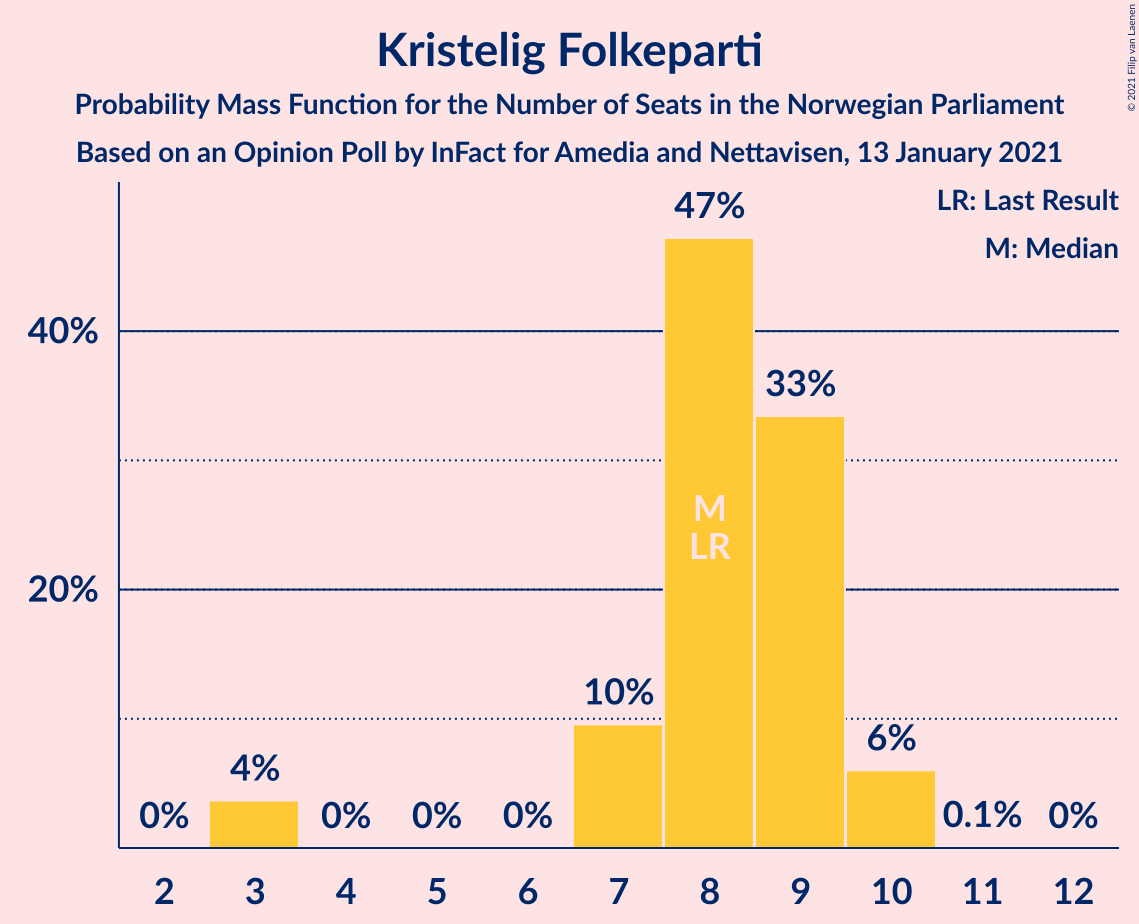 Kristelig Folkeparti
Probability Mass Function for the Number of Seats in the Norwegian Parliament
Based on an Opinion Poll by InFact for Amedia and Nettavisen, 13 January 2021
© 2021 Filip van Laenen
LR: Last Result
M: Median
47%
40%
33%
M
LR
20%
10%
6%
4%
0% 0% 0% 0% 0.1% 0%
2 3 4 5 6 7 8 9 10 11 12